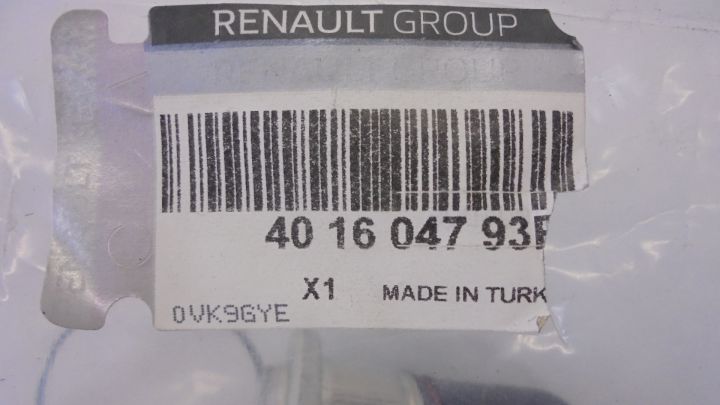 RENAULT GROUP
40 16 047 93R
X1 MADE IN TURK
0VK9GYE